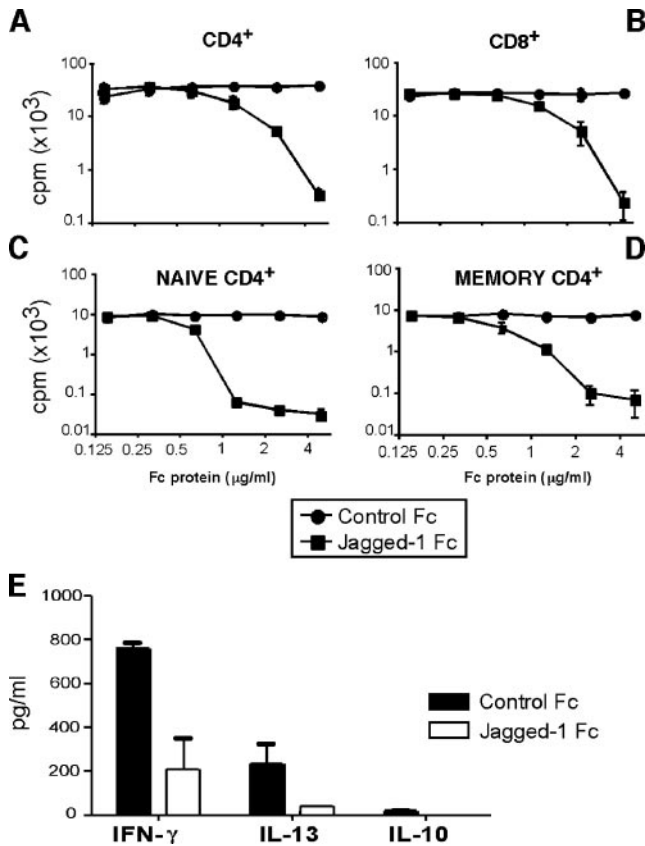 A
CD4+
CD8+
B
cpm (x10³)
100
10
1
0.1
100
10
1
0.1
C
NAIVE CD4+
MEMORY CD4+
D
cpm (x10³)
100
10
1
0.1
0.01
100
10
1
0.1
0.01
0.125 0.25 0.5 1 2 4
0.125 0.25 0.5 1 2 4
Fc protein (µg/ml)
Fc protein (µg/ml)
Control Fc
Jagged-1 Fc
E
pg/ml
1000
800
600
400
200
0
Control Fc
Jagged-1 Fc
IFN-γ IL-13 IL-10